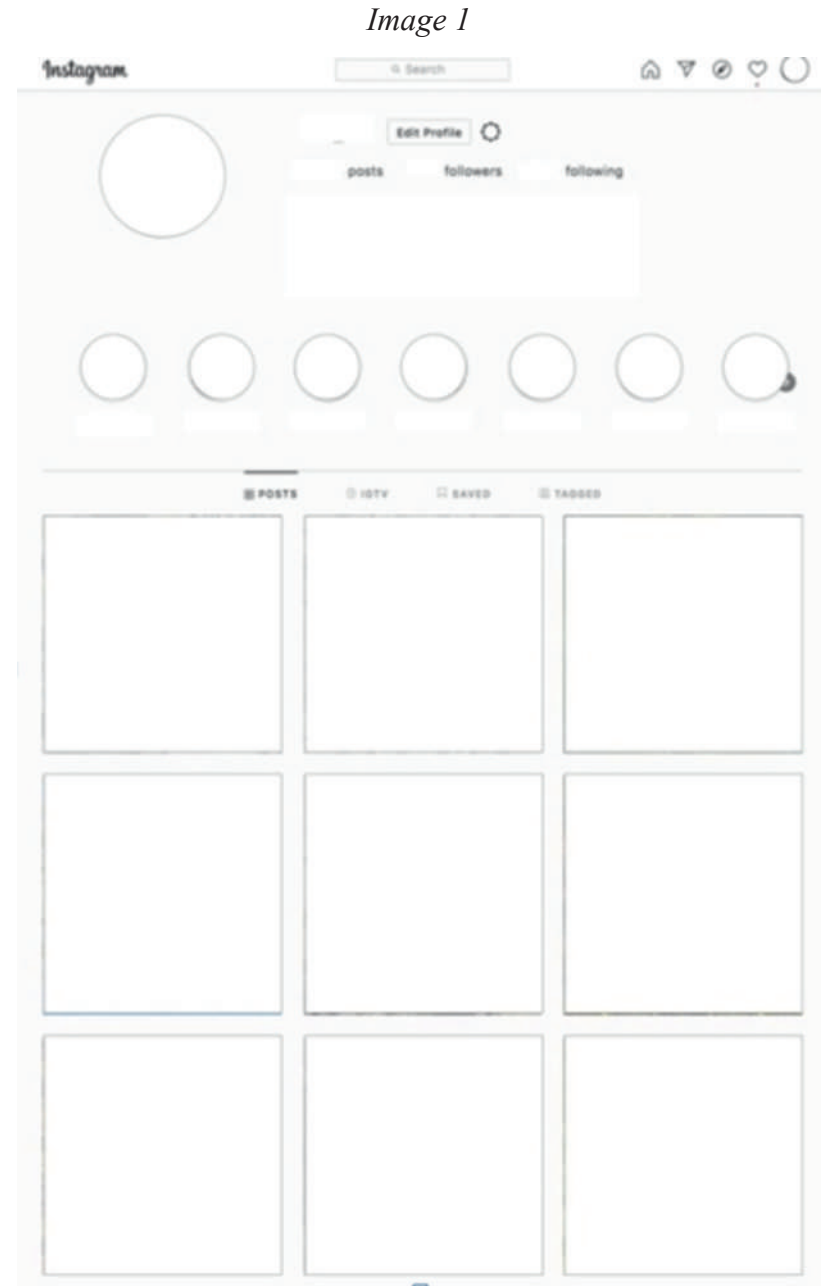 Image 1
Instagram
Search
Edit Profile
posts followers following
POSTS IGTV SAVED TAGGED